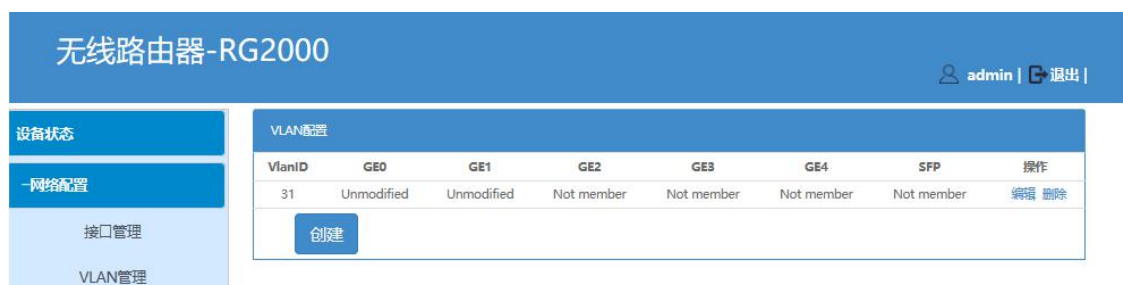 无线路由器-RG2000
admin | 退出 |
设备状态
-网络配置
接口管理
VLAN管理
VLAN配置
VlanID GE0 GE1 GE2 GE3 GE4 SFP 操作
31 Unmodified Unmodified Not member Not member Not member Not member 编辑 删除
创建